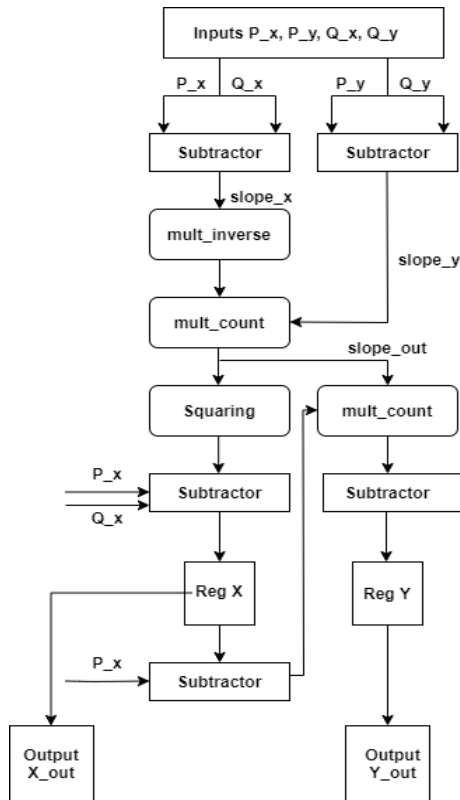 Inputs P_x, P_y, Q_x, Q_y
P_x Q_x P_y Q_y
Subtractor Subtractor
slope_x
mult_inverse
slope_y
mult_count
slope_out
Squaring mult_count
P_x
Subtractor Subtractor
Q_x
Reg X Reg Y
P_x
Subtractor
Output
X_out
Output
Y_out